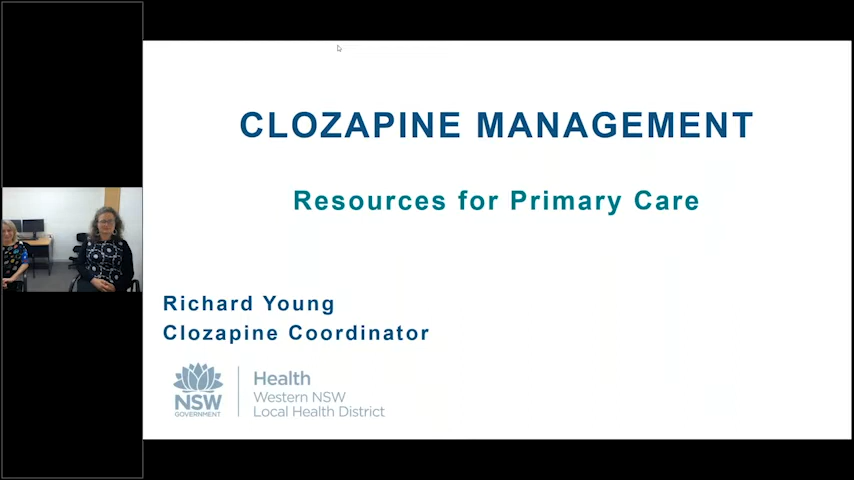 CLOZAPINE MANAGEMENT
Resources for Primary Care
Richard Young
Clozapine Coordinator
NSW
GOVERNMENT
Health
Western NSW
Local Health District